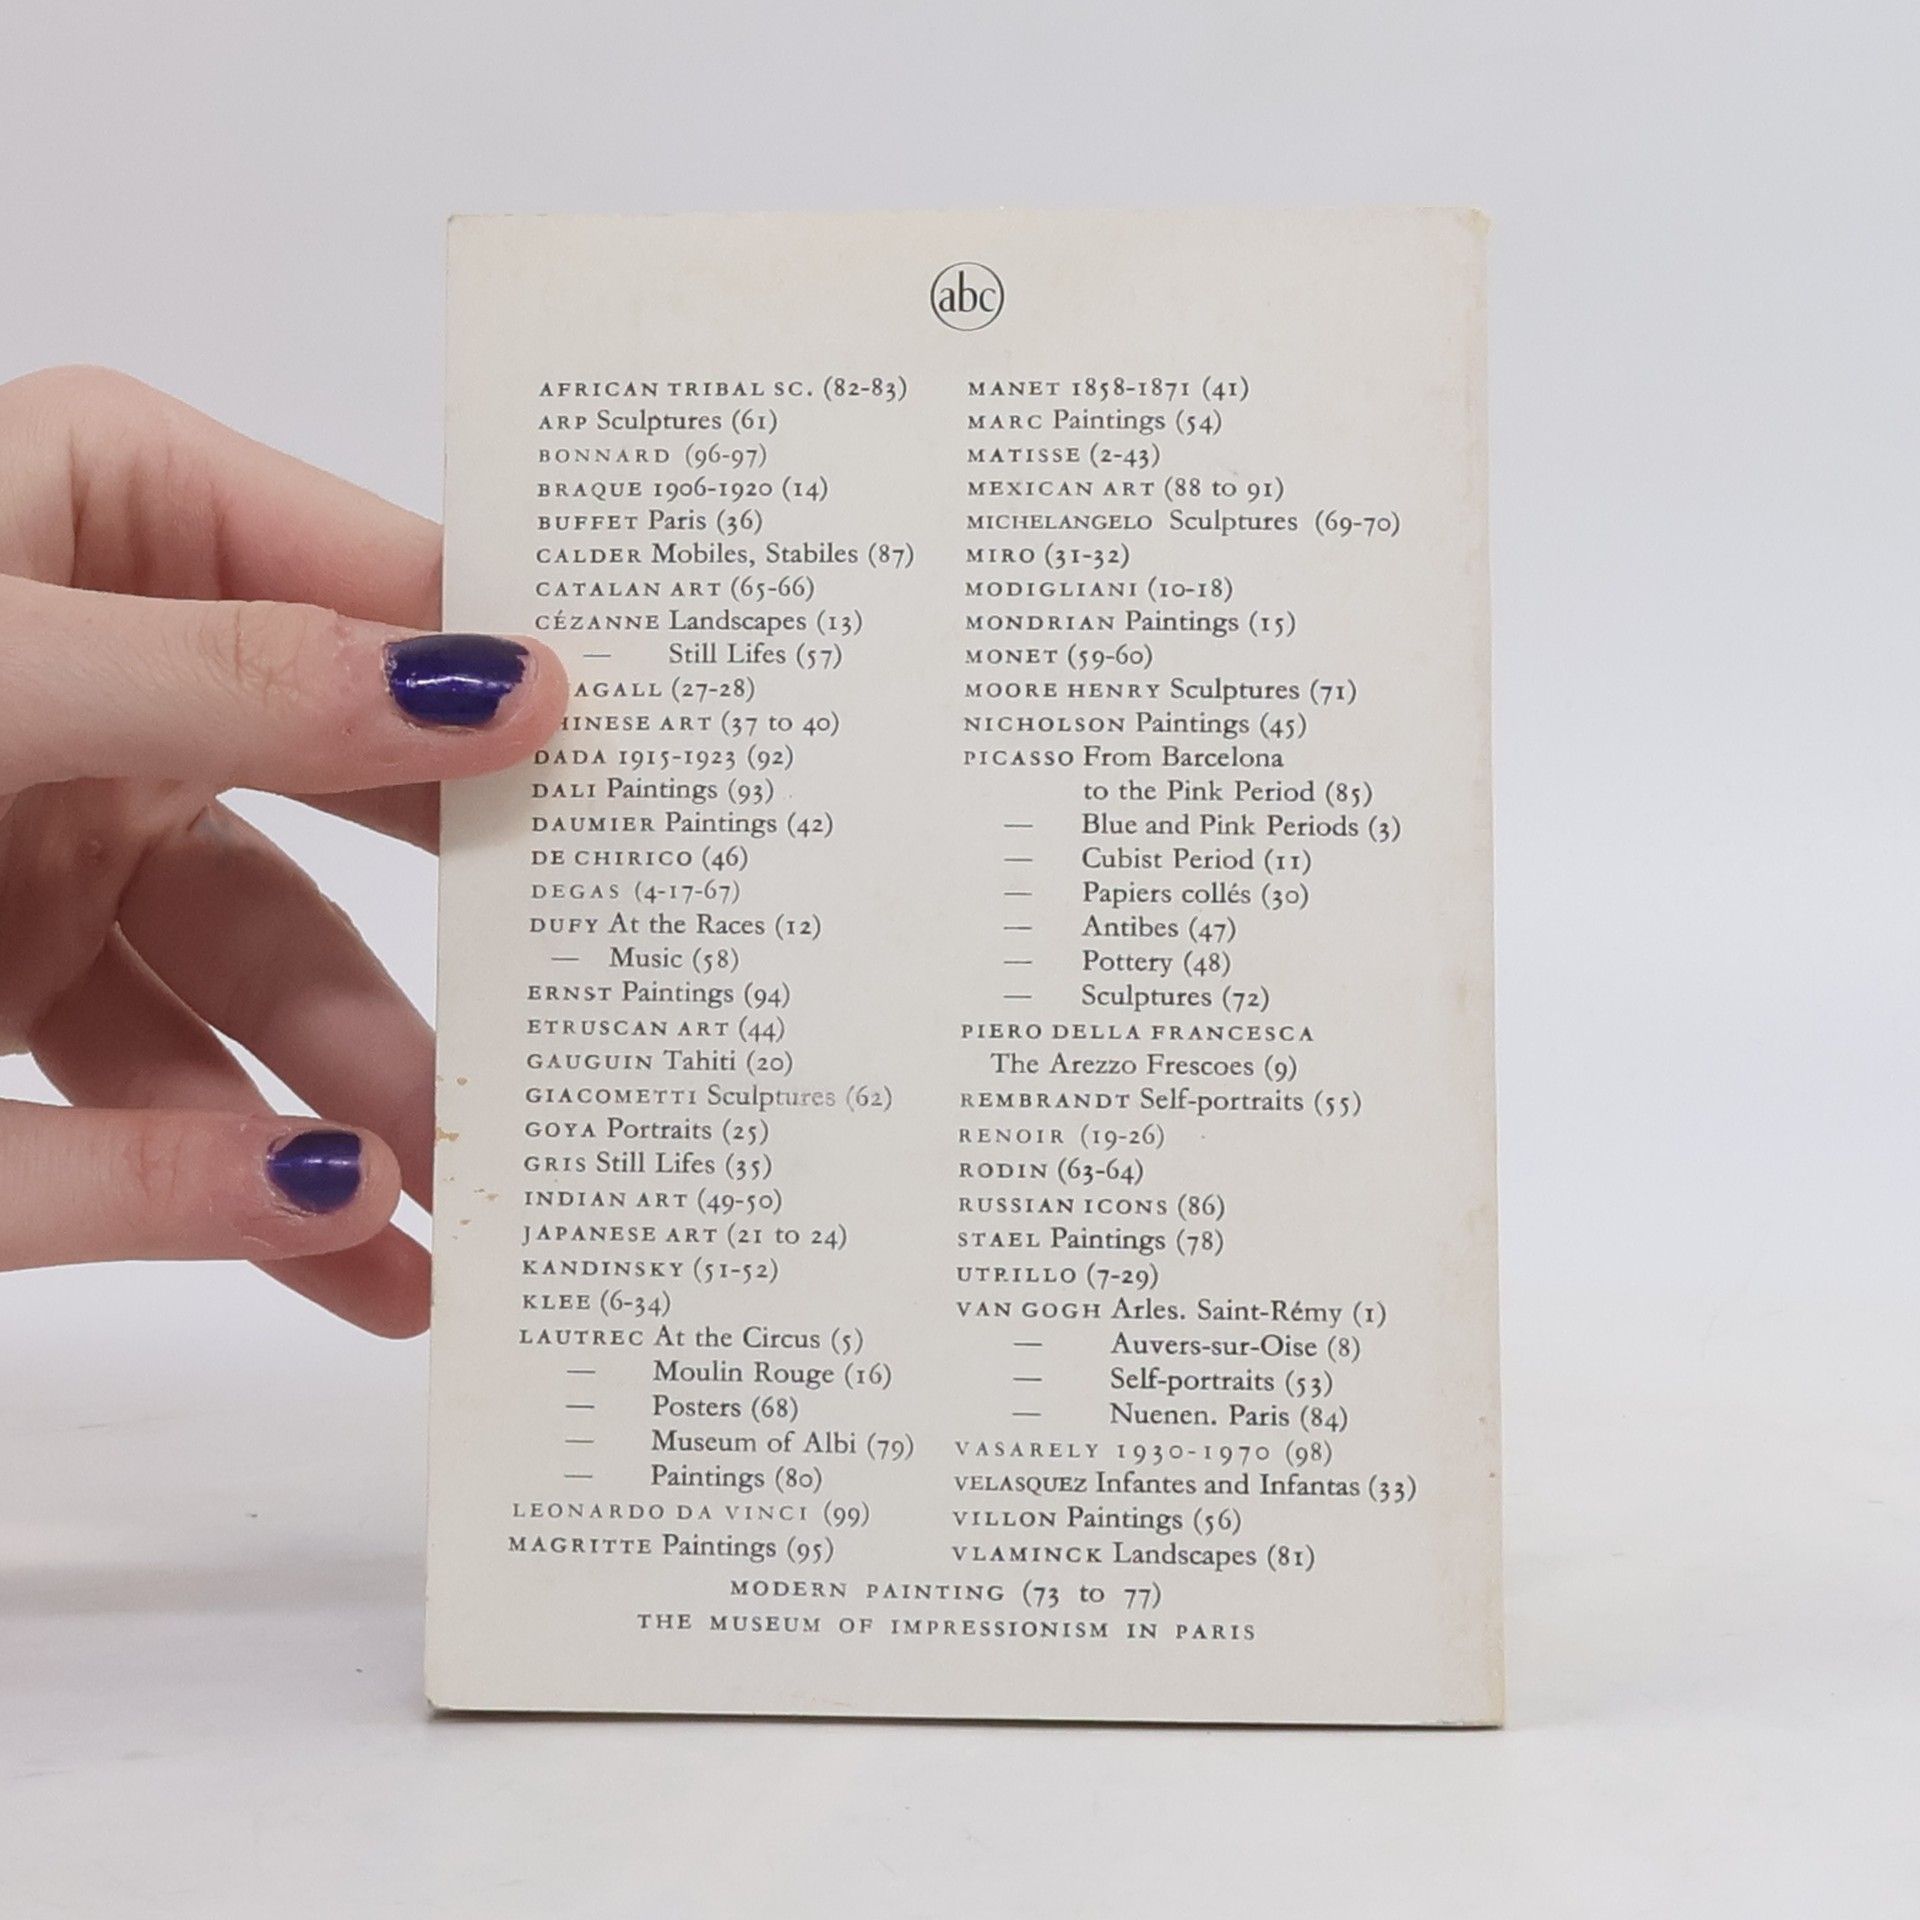 abc
AFRICAN TRIBAL SC. (82-83)
ARP Sculptures (61)
BONNARD (96-97)
BRAQUE 1906-1920 (14)
BUFFET Paris (36)
CALDER Mobiles, Stabiles (87)
CATALAN ART (65-66)
CÉZANNE Landscapes (13)
— Still Lifes (57)
AGALL (27-28)
HINESE ART (37 to 40)
DADA 1915-1923 (92)
DALI Paintings (93)
DAUMIER Paintings (42)
DE CHIRICO (46)
DEGAS (4-17-67)
DUFY At the Races (12)
— Music (58)
ERNST Paintings (94)
ETRUSCAN ART (44)
GAUGUIN Tahiti (20)
GIACOMETTI Sculptures (62)
GOYA Portraits (25)
GRIS Still Lifes (35)
INDIAN ART (49-50)
JAPANESE ART (21 to 24)
KANDINSKY (51-52)
KLEE (6-34)
LAUTREC At the Circus (5)
— Moulin Rouge (16)
— Posters (68)
— Museum of Albi (79)
— Paintings (80)
LEONARDO DA VINCI (99)
MAGRITTE Paintings (95)
MANET 1858-1871 (41)
MARC Paintings (54)
MATISSE (2-43)
MEXICAN ART (88 to 91)
MICHELANGELO Sculptures (69-70)
MIRO (31-32)
MODIGLIANI (10-18)
MONDRIAN Paintings (15)
MONET (59-60)
MOORE HENRY Sculptures (71)
NICHOLSON Paintings (45)
PICASSO From Barcelona
to the Pink Period (85)
— Blue and Pink Periods (3)
— Cubist Period (11)
— Papiers collés (30)
— Antibes (47)
— Pottery (48)
— Sculptures (72)
PIERO DELLA FRANCESCA
The Arezzo Frescoes (9)
REMBRANDT Self-portraits (55)
RENOIR (19-26)
RODIN (63-64)
RUSSIAN ICONS (86)
STAEL Paintings (78)
UTRILLO (7-29)
VAN GOGH Arles. Saint-Rémy (1)
— Auvers-sur-Oise (8)
— Self-portraits (53)
— Nuenen. Paris (84)
VASARELY 1930-1970 (98)
VELASQUEZ Infantes and Infantas (33)
VILLON Paintings (56)
VLAMINCK Landscapes (81)
MODERN PAINTING (73 to 77)
THE MUSEUM OF IMPRESSIONISM IN PARIS